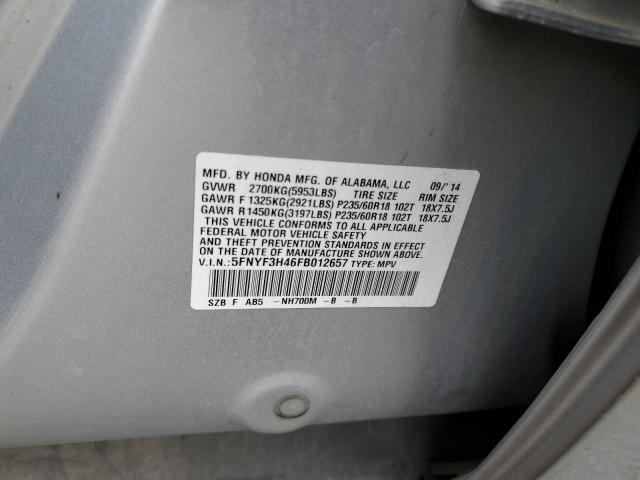 MFD. BY HONDA MFG. OF ALABAMA, LLC 09/'14
GVWR 2700KG(5953LBS) TIRE SIZE RIM SIZE
GAWR F 1325KG(2921LBS) P235/60R18 102T 18X7.5J
GAWR R1450KG(3197LBS) P235/60R18 102T 18X7.5J
THIS VEHICLE CONFORMS TO ALL APPLICABLE
FEDERAL MOTOR VEHICLE SAFETY
AND THEFT PREVENTION STANDARDS IN EFFECT
ON THE DATE OF MANUFACTURE SHOWN ABOVE.
V.I.N.:5FNYF3H46FB012657 TYPE: MPV
SZB F AB5 -NH700M -B -B